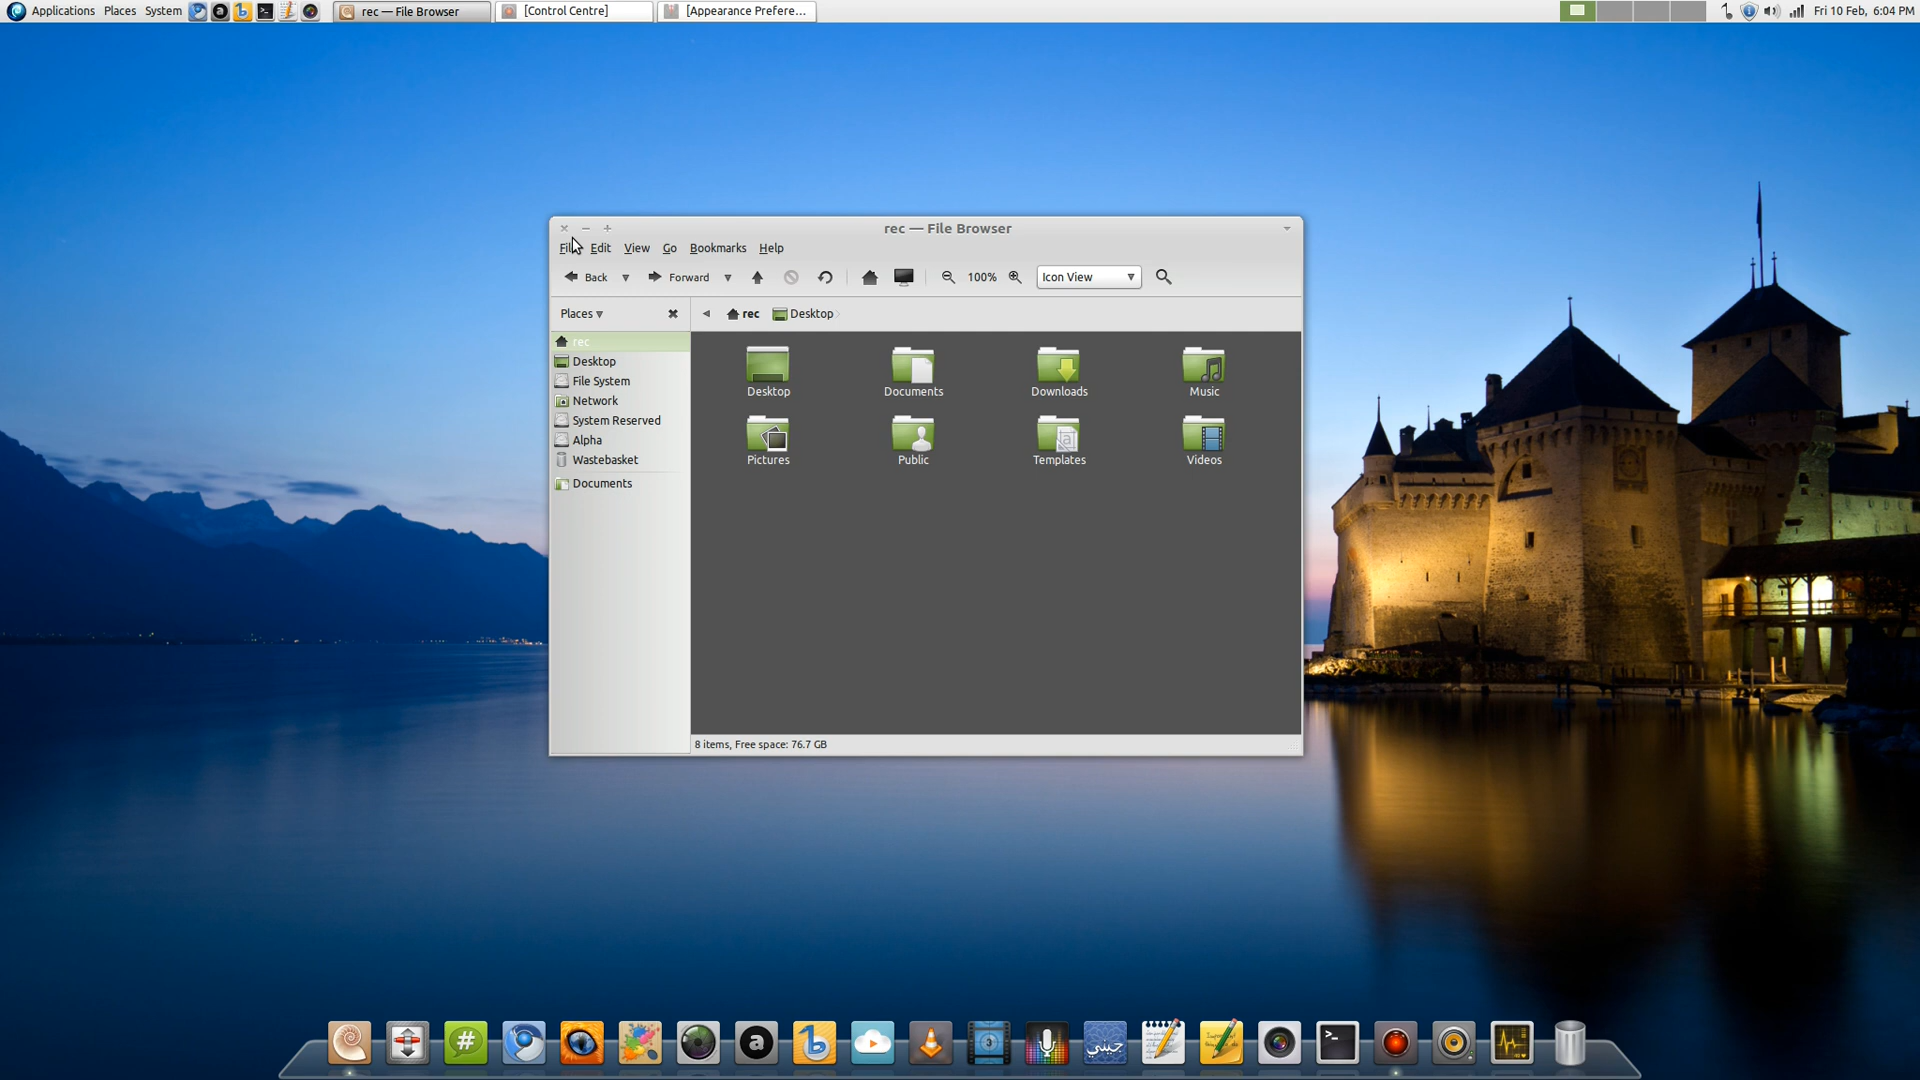 Applications Places System rec — File Browser [Control Centre] [Appearance Prefere... Fri 10 Feb, 6:04 PM
rec — File Browser
File Edit View Go Bookmarks Help
Back Forward 100% Icon View
Places rec Desktop
rec
Desktop
File System
Network
System Reserved
Alpha
Wastebasket
Documents
Desktop Documents Downloads Music
Pictures Public Templates Videos
8 items, Free space: 76.7 GB
# a b 3 جيني >_